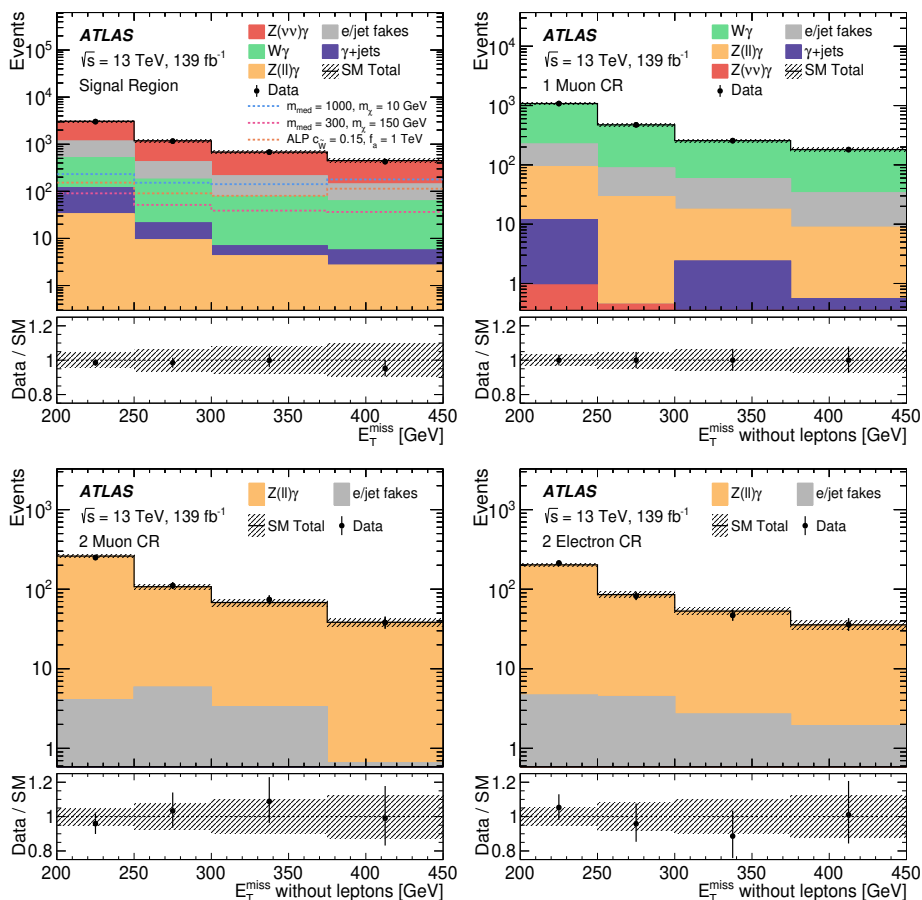 Events
ATLAS
√s = 13 TEV, 139 fb⁻¹
Signal Region
Z(νν)γ
e/jet fakes
Wγ
γ+jets
Z(ll)γ
SM Total
Data
m_med = 1000, m_χ = 10 GeV
m_med = 300, m_χ = 150 GeV
ALP c_W̃ = 0.15, f_a = 1 TeV
10⁵
10⁴
10³
10²
10
1
Data / SM
1.2
1
0.8
200 250 300 350 400 450
E_T^miss [GeV]
Events
ATLAS
√s = 13 TeV, 139 fb⁻¹
1 Muon CR
Wγ
e/jet fakes
Z(ll)γ
γ+jets
Z(νν)γ
SM Total
Data
10⁴
10³
10²
10
1
Data / SM
1.2
1
0.8
200 250 300 350 400 450
E_T^miss without leptons [GeV]
Events
ATLAS
√s = 13 TeV, 139 fb⁻¹
2 Muon CR
Z(ll)γ
e/jet fakes
SM Total
Data
10³
10²
10
1
Data / SM
1.2
1
0.8
200 250 300 350 400 450
E_T^miss without leptons [GeV]
Events
ATLAS
√s = 13 TeV, 139 fb⁻¹
2 Electron CR
Z(ll)γ
e/jet fakes
SM Total
Data
10³
10²
10
1
Data / SM
1.2
1
0.8
200 250 300 350 400 450
E_T^miss without leptons [GeV]